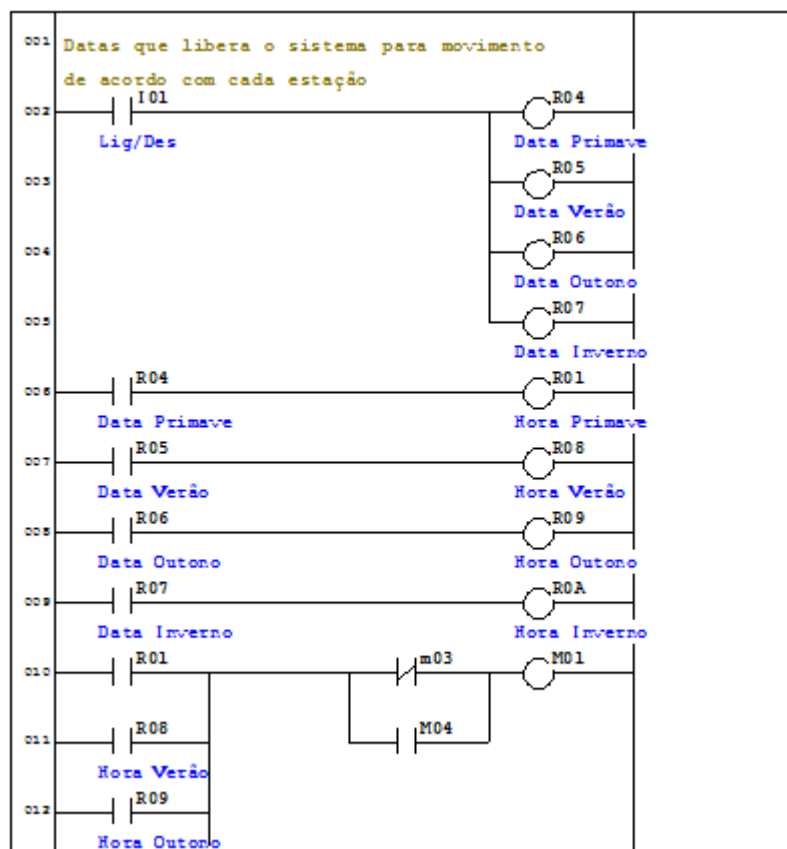 001 Datas que libera o sistema para movimento
de acordo com cada estação
002 I01 R04
Lig/Des Data Primave
003 R05
Data Verão
004 R06
Data Outono
005 R07
Data Inverno
006 R04 R01
Data Primave Hora Primave
007 R05 R08
Data Verão Hora Verão
008 R06 R09
Data Outono Hora Outono
009 R07 R0A
Data Inverno Hora Inverno
010 R01 m03 M01
011 R08 M04
Hora Verão
012 R09
Hora Outono